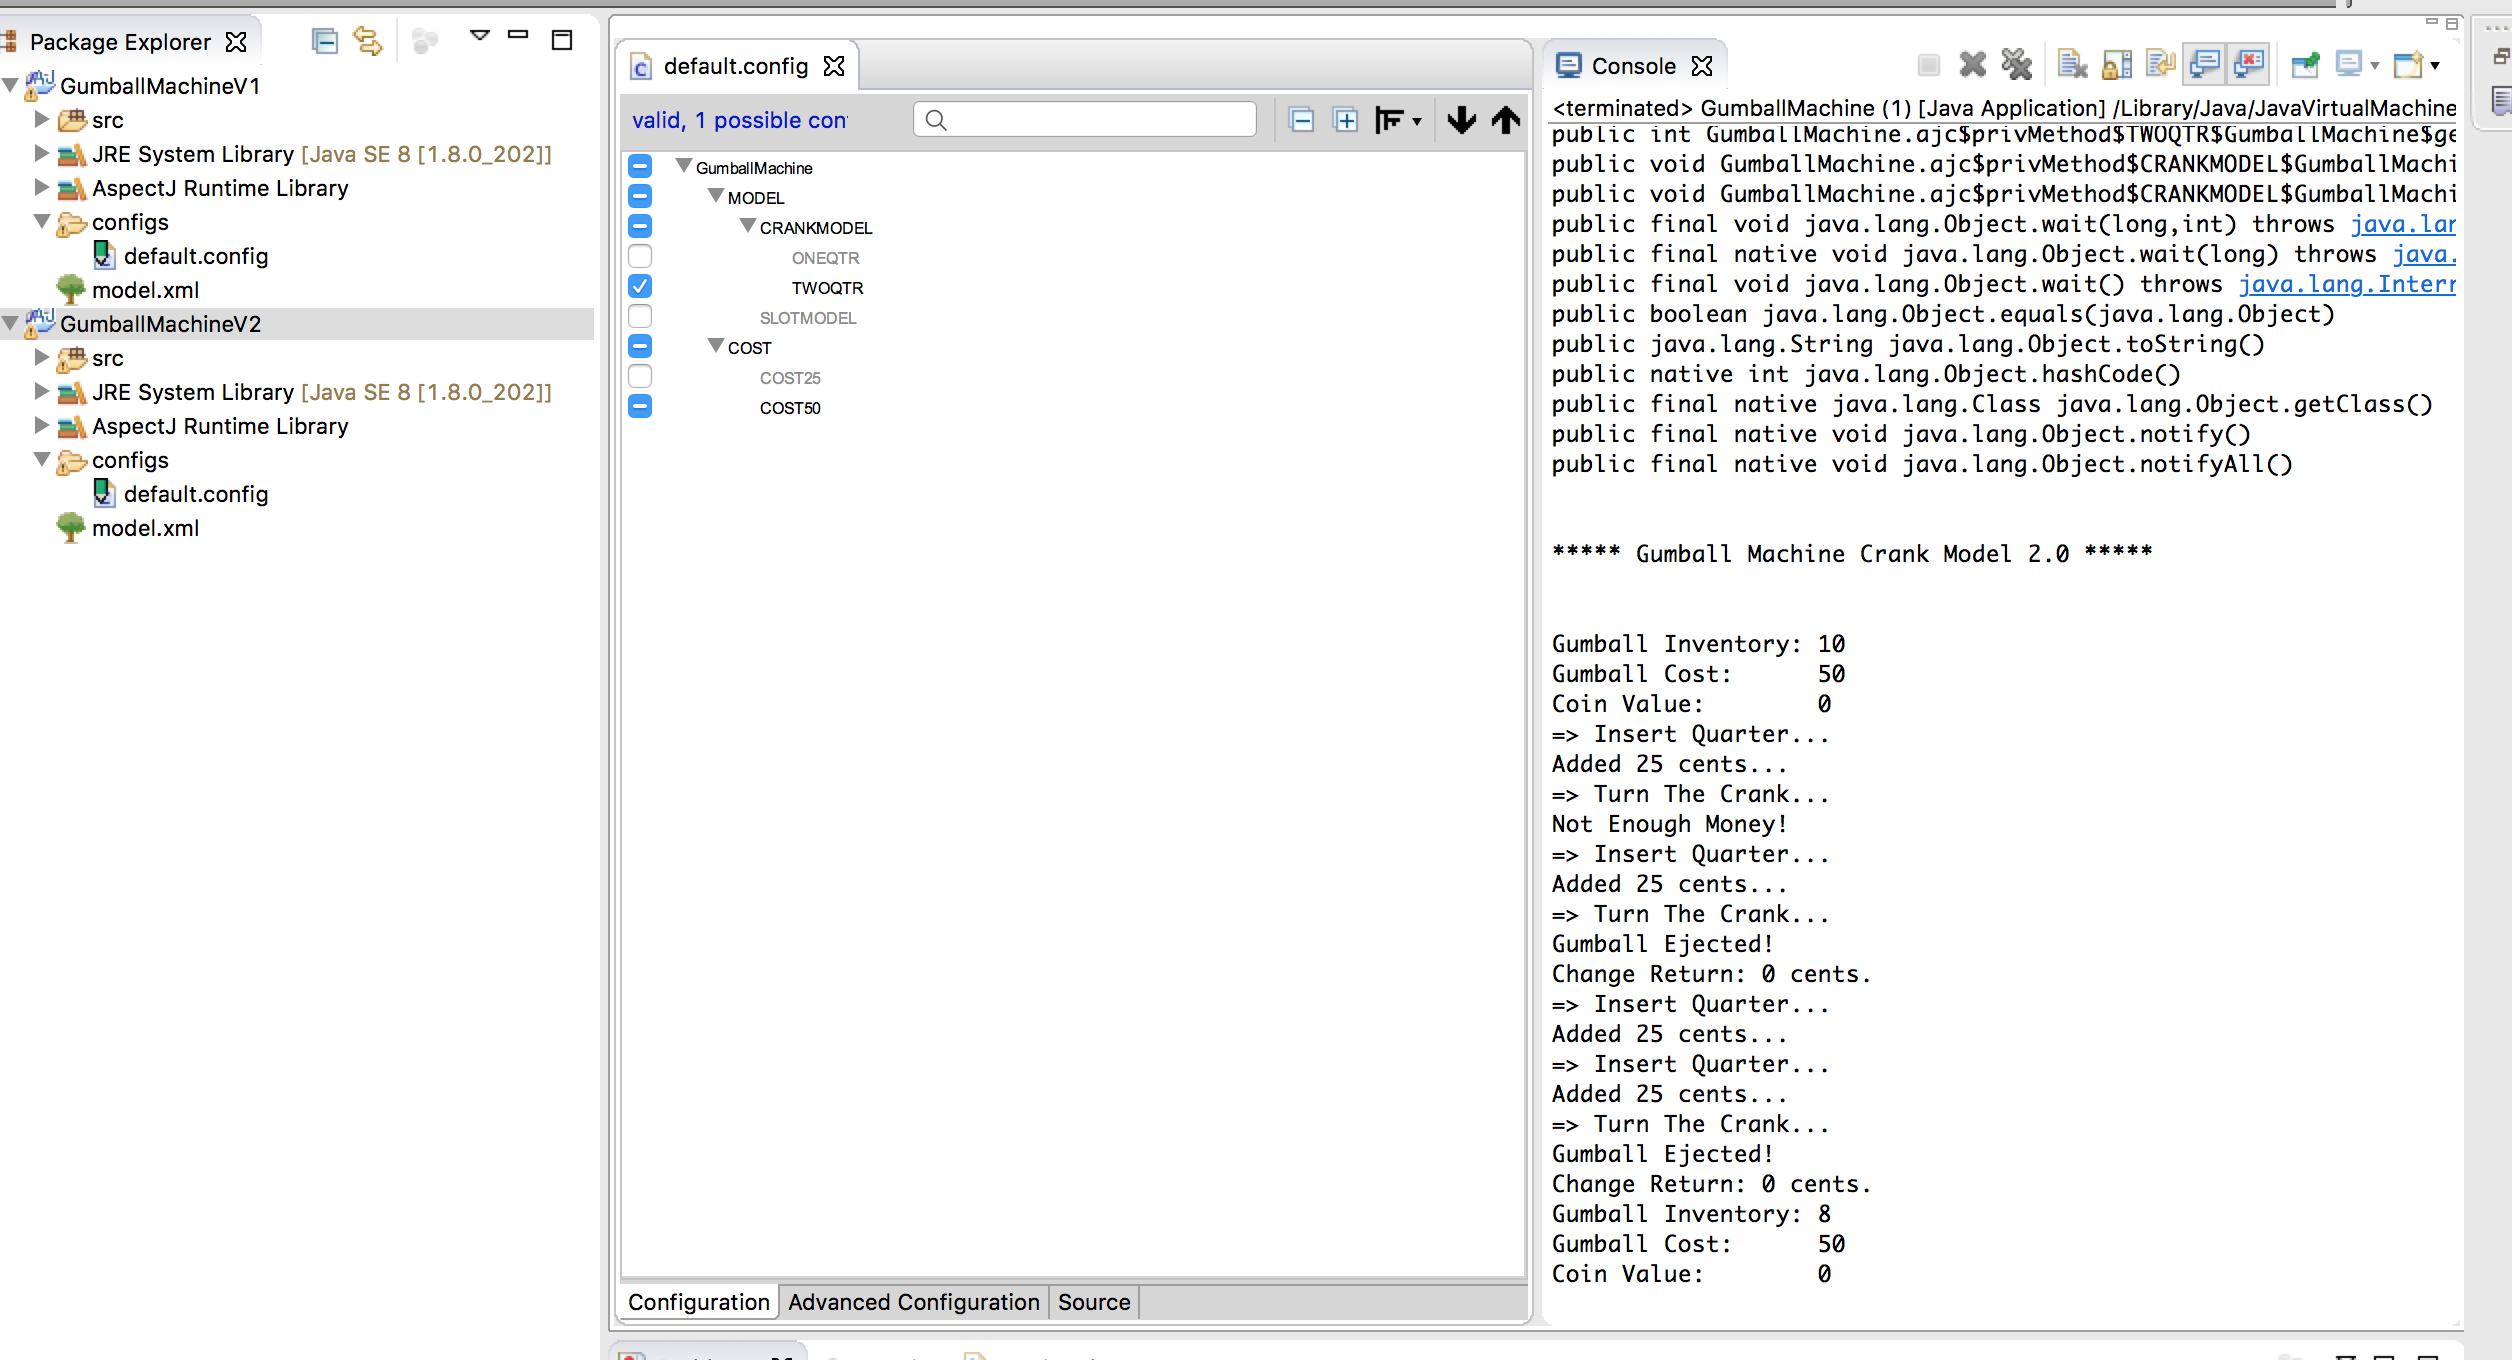 Package Explorer
GumballMachineV1
src
JRE System Library [Java SE 8 [1.8.0_202]]
AspectJ Runtime Library
configs
default.config
model.xml
GumballMachineV2
src
JRE System Library [Java SE 8 [1.8.0_202]]
AspectJ Runtime Library
configs
default.config
model.xml
default.config
valid, 1 possible con
GumballMachine
MODEL
CRANKMODEL
ONEQTR
TWOQTR
SLOTMODEL
COST
COST25
COST50
Configuration
Advanced Configuration
Source
Console
<terminated> GumballMachine (1) [Java Application] /Library/Java/JavaVirtualMachine
public int GumballMachine.ajc$privMethod$TWOQTR$GumballMachine$ge
public void GumballMachine.ajc$privMethod$CRANKMODEL$GumballMachi
public void GumballMachine.ajc$privMethod$CRANKMODEL$GumballMachi
public final void java.lang.Object.wait(long,int) throws java.lan
public final native void java.lang.Object.wait(long) throws java.
public final void java.lang.Object.wait() throws java.lang.Interr
public boolean java.lang.Object.equals(java.lang.Object)
public java.lang.String java.lang.Object.toString()
public native int java.lang.Object.hashCode()
public final native java.lang.Class java.lang.Object.getClass()
public final native void java.lang.Object.notify()
public final native void java.lang.Object.notifyAll()
***** Gumball Machine Crank Model 2.0 *****
Gumball Inventory: 10
Gumball Cost: 50
Coin Value: 0
=> Insert Quarter...
Added 25 cents...
=> Turn The Crank...
Not Enough Money!
=> Insert Quarter...
Added 25 cents...
=> Turn The Crank...
Gumball Ejected!
Change Return: 0 cents.
=> Insert Quarter...
Added 25 cents...
=> Insert Quarter...
Added 25 cents...
=> Turn The Crank...
Gumball Ejected!
Change Return: 0 cents.
Gumball Inventory: 8
Gumball Cost: 50
Coin Value: 0